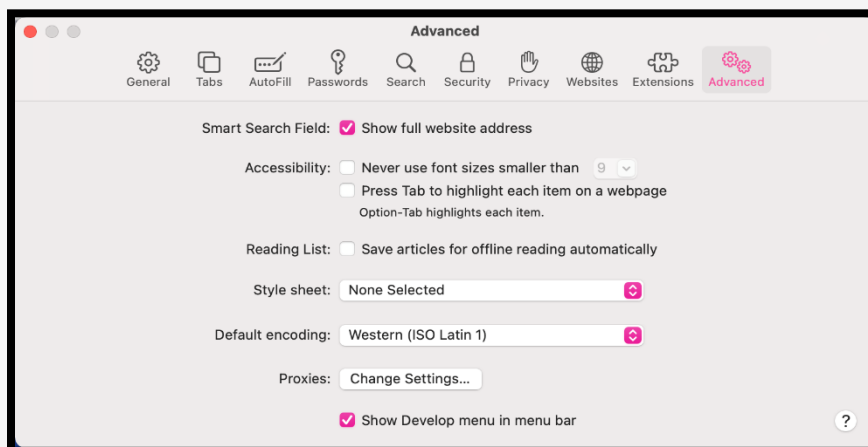 Advanced
General Tabs AutoFill Passwords Search Security Privacy Websites Extensions Advanced
Smart Search Field: Show full website address
Accessibility: Never use font sizes smaller than 9
Press Tab to highlight each item on a webpage
Option-Tab highlights each item.
Reading List: Save articles for offline reading automatically
Style sheet: None Selected
Default encoding: Western (ISO Latin 1)
Proxies: Change Settings...
Show Develop menu in menu bar ?